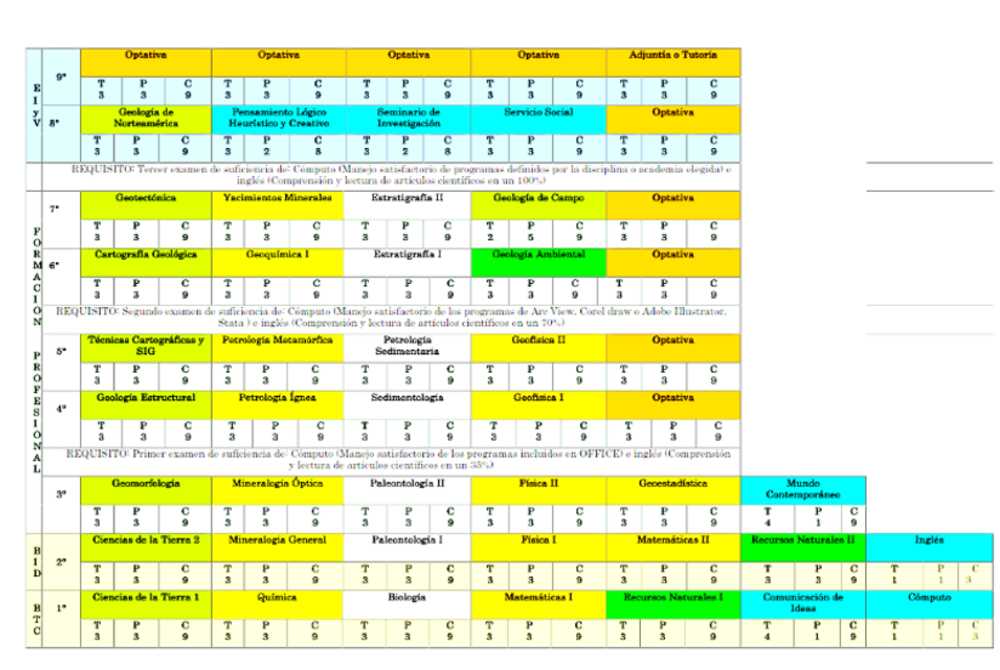 Optativa Optativa Optativa Optativa Adjuntía o Tutoría
9º
T P C T P C T P C T P C T P C
3 3 9 3 3 9 3 3 9 3 3 9 3 3 9
E I y V
8º
Geología de Norteamérica Pensamiento Lógico Heurístico y Creativo Seminario de Investigación Servicio Social Optativa
T P C T P C T P C T P C T P C
3 3 9 3 2 8 3 2 8 3 3 9 3 3 9
REQUISITO: Tercer examen de suficiencia de: Cómputo (Manejo satisfactorio de programas definidos por la disciplina o academia elegida) e
inglés (Comprensión y lectura de artículos científicos en un 100%)
7º
Geotectónica Yacimientos Minerales Estratigrafía II Geología de Campo Optativa
T P C T P C T P C T P C T P C
3 3 9 3 3 9 3 3 9 2 5 9 3 3 9
FORMACION PROFESIONAL
6º
Cartografía Geológica Geoquímica I Estratigrafía I Geología Ambiental Optativa
T P C T P C T P C T P C T P C
3 3 9 3 3 9 3 3 9 3 3 9 3 3 9
REQUISITO: Segundo examen de suficiencia de: Cómputo (Manejo satisfactorio de los programas de Arc View, Corel draw o Adobe Illustrator,
Stata ) e inglés (Comprensión y lectura de artículos científicos en un 70%)
5º
Técnicas Cartográficas y SIG Petrología Metamórfica Petrología Sedimentaria Geofísica II Optativa
T P C T P C T P C T P C T P C
3 3 9 3 3 9 3 3 9 3 3 9 3 3 9
4º
Geología Estructural Petrología Ígnea Sedimentología Geofísica I Optativa
T P C T P C T P C T P C T P C
3 3 9 3 3 9 3 3 9 3 3 9 3 3 9
REQUISITO: Primer examen de suficiencia de: Cómputo (Manejo satisfactorio de los programas incluidos en OFFICE) e inglés (Comprensión
y lectura de artículos científicos en un 35%)
3º
Geomorfología Mineralogía Óptica Paleontología II Física II Geoestadística Mundo Contemporáneo
T P C T P C T P C T P C T P C T P C
3 3 9 3 3 9 3 3 9 3 3 9 3 3 9 4 1 9
B I D
2º
Ciencias de la Tierra 2 Mineralogía General Paleontología I Física I Matemáticas II Recursos Naturales II Inglés
T P C T P C T P C T P C T P C T P C T P C
3 3 9 3 3 9 3 3 9 3 3 9 3 3 9 3 3 9 1 1 3
B T C
1º
Ciencias de la Tierra 1 Química Biología Matemáticas I Recursos Naturales I Comunicación de Ideas Cómputo
T P C T P C T P C T P C T P C T P C T P C
3 3 9 3 3 9 3 3 9 3 3 9 3 3 9 4 1 9 1 1 3